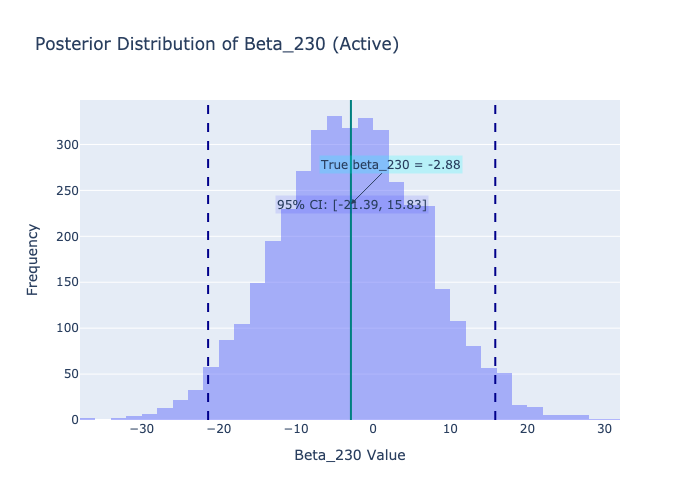 Posterior Distribution of Beta_230 (Active)
300
250
200
150
100
50
0
Frequency
True beta_230 = -2.88
95% CI: [-21.39, 15.83]
−30
−20
−10
0
10
20
30
Beta_230 Value